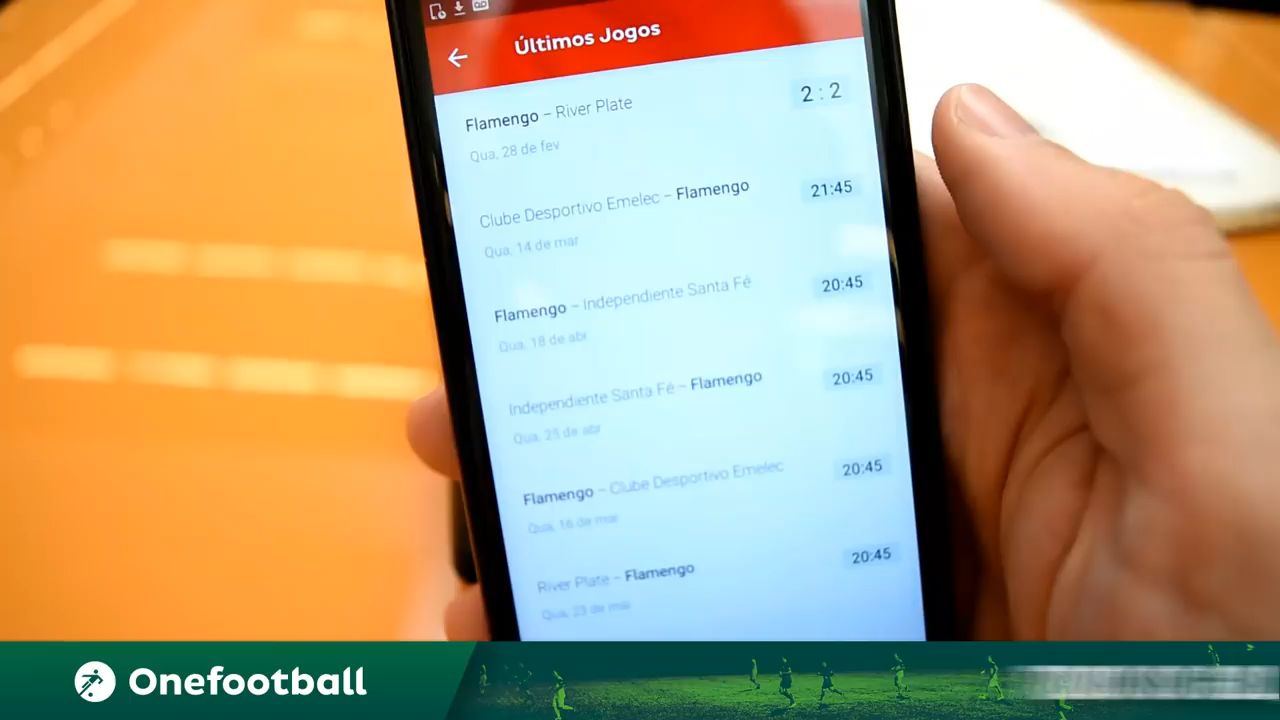 Últimos Jogos
Flamengo – River Plate
2 : 2
Qua, 28 de fev
Clube Desportivo Emelec – Flamengo
21:45
Qua, 14 de mar
Flamengo – Independiente Santa Fé
20:45
Qua, 18 de abr
Independiente Santa Fé – Flamengo
20:45
Qua, 25 de abr
Flamengo – Clube Desportivo Emelec
20:45
Qua, 16 de mai
River Plate – Flamengo
20:45
Qua, 23 de mai
Onefootball